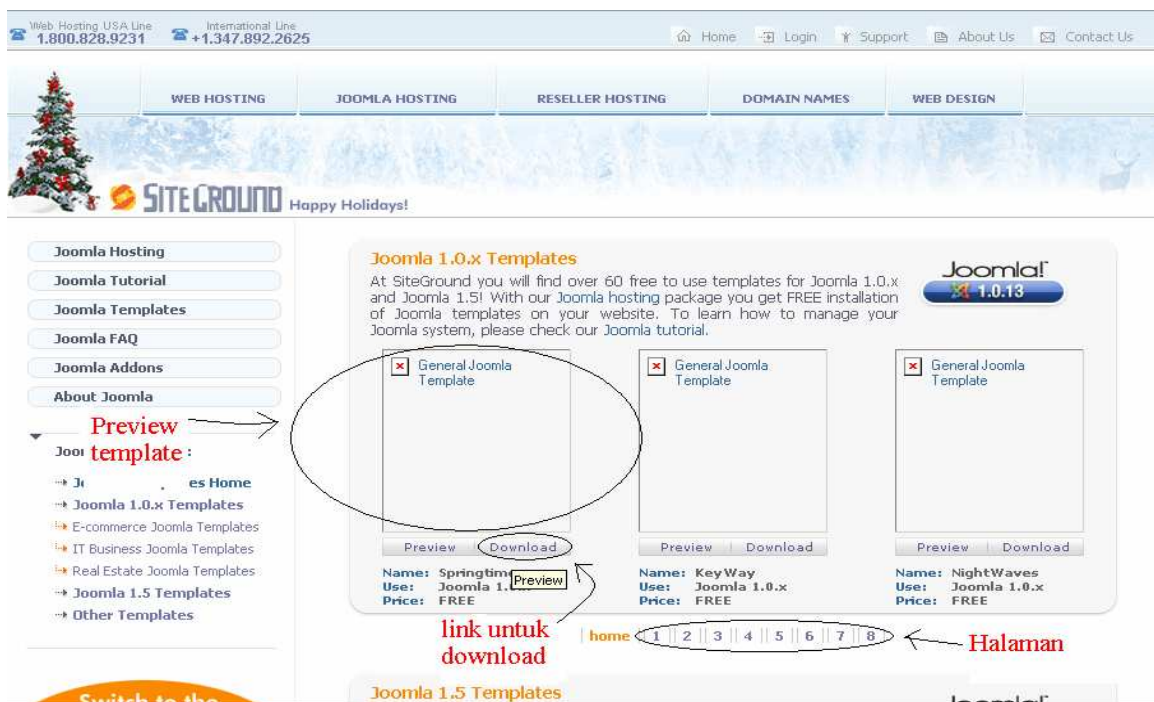 Web Hosting USA Line
1.800.828.9231
International Line
+1.347.892.2625
Home
Login
Support
About Us
Contact Us
WEB HOSTING
JOOMLA HOSTING
RESELLER HOSTING
DOMAIN NAMES
WEB DESIGN
SITEGROUND
Happy Holidays!
Joomla Hosting
Joomla Tutorial
Joomla Templates
Joomla FAQ
Joomla Addons
About Joomla
Preview
template
:
es Home
Joomla 1.0.x Templates
E-commerce Joomla Templates
IT Business Joomla Templates
Real Estate Joomla Templates
Joomla 1.5 Templates
Other Templates
Switch to the
Joomla 1.0.x Templates
At SiteGround you will find over 60 free to use templates for Joomla 1.0.x
and Joomla 1.5! With our Joomla hosting package you get FREE installation
of Joomla templates on your website. To learn how to manage your
Joomla system, please check our Joomla tutorial.
Joomla!
1.0.13
General Joomla
Template
Preview | Download
Name: Springtime
Use: Joomla
Price: FREE
Preview
General Joomla
Template
Preview | Download
Name: KeyWay
Use: Joomla 1.0.x
Price: FREE
General Joomla
Template
Preview | Download
Name: NightWaves
Use: Joomla 1.0.x
Price: FREE
link untuk
download
| home || 1 || 2 || 3 || 4 || 5 || 6 || 7 || 8
Halaman
Joomla 1.5 Templates
Joomla!